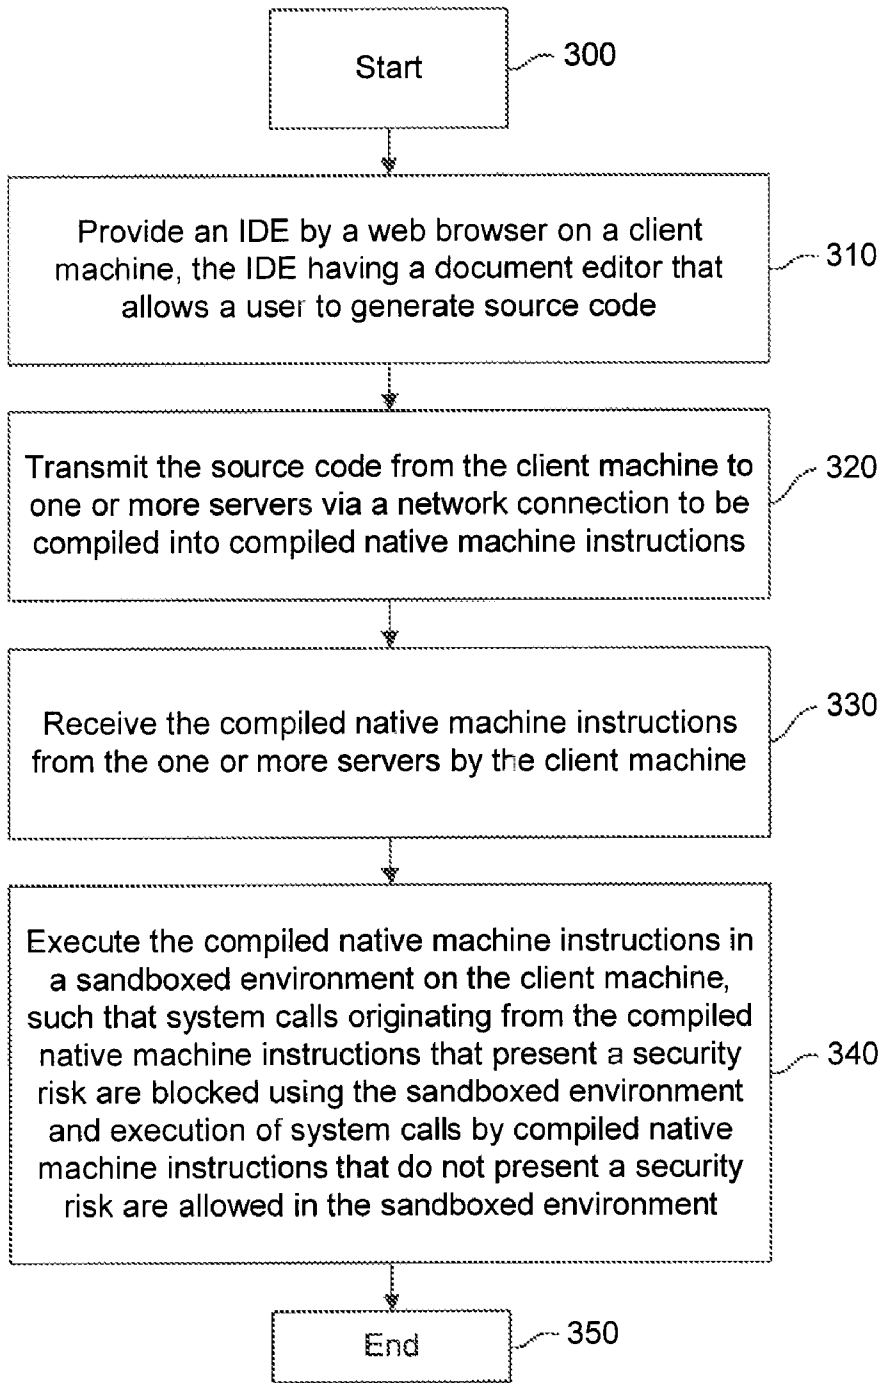 Start
300
Provide an IDE by a web browser on a client
machine, the IDE having a document editor that
allows a user to generate source code
310
Transmit the source code from the client machine to
one or more servers via a network connection to be
compiled into compiled native machine instructions
320
Receive the compiled native machine instructions
from the one or more servers by the client machine
330
Execute the compiled native machine instructions in
a sandboxed environment on the client machine,
such that system calls originating from the compiled
native machine instructions that present a security
risk are blocked using the sandboxed environment
and execution of system calls by compiled native
machine instructions that do not present a security
risk are allowed in the sandboxed environment
340
End
350